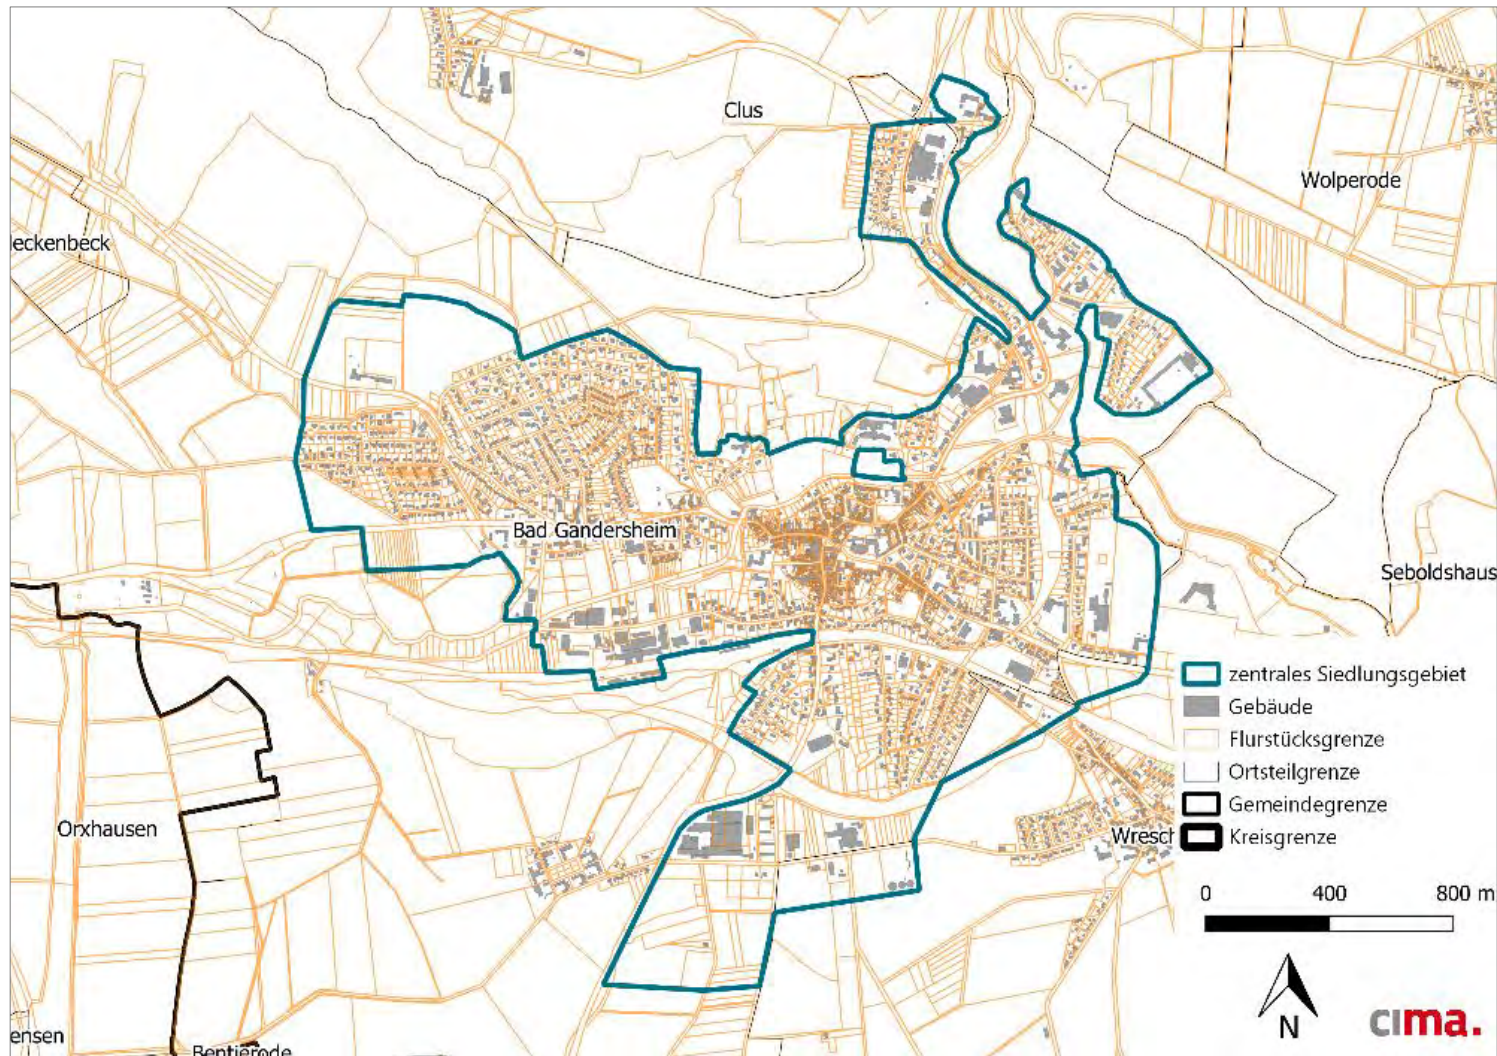 Clus
Wolperode
eckenbeck
Bad Gandersheim
Seboldshaus
zentrales Siedlungsgebiet
Gebäude
Flurstücksgrenze
Ortsteilgrenze
Gemeindegrenze
Kreisgrenze
Orxhausen
Wresch
0 400 800 m
N
cima.
ensen
Bentierode